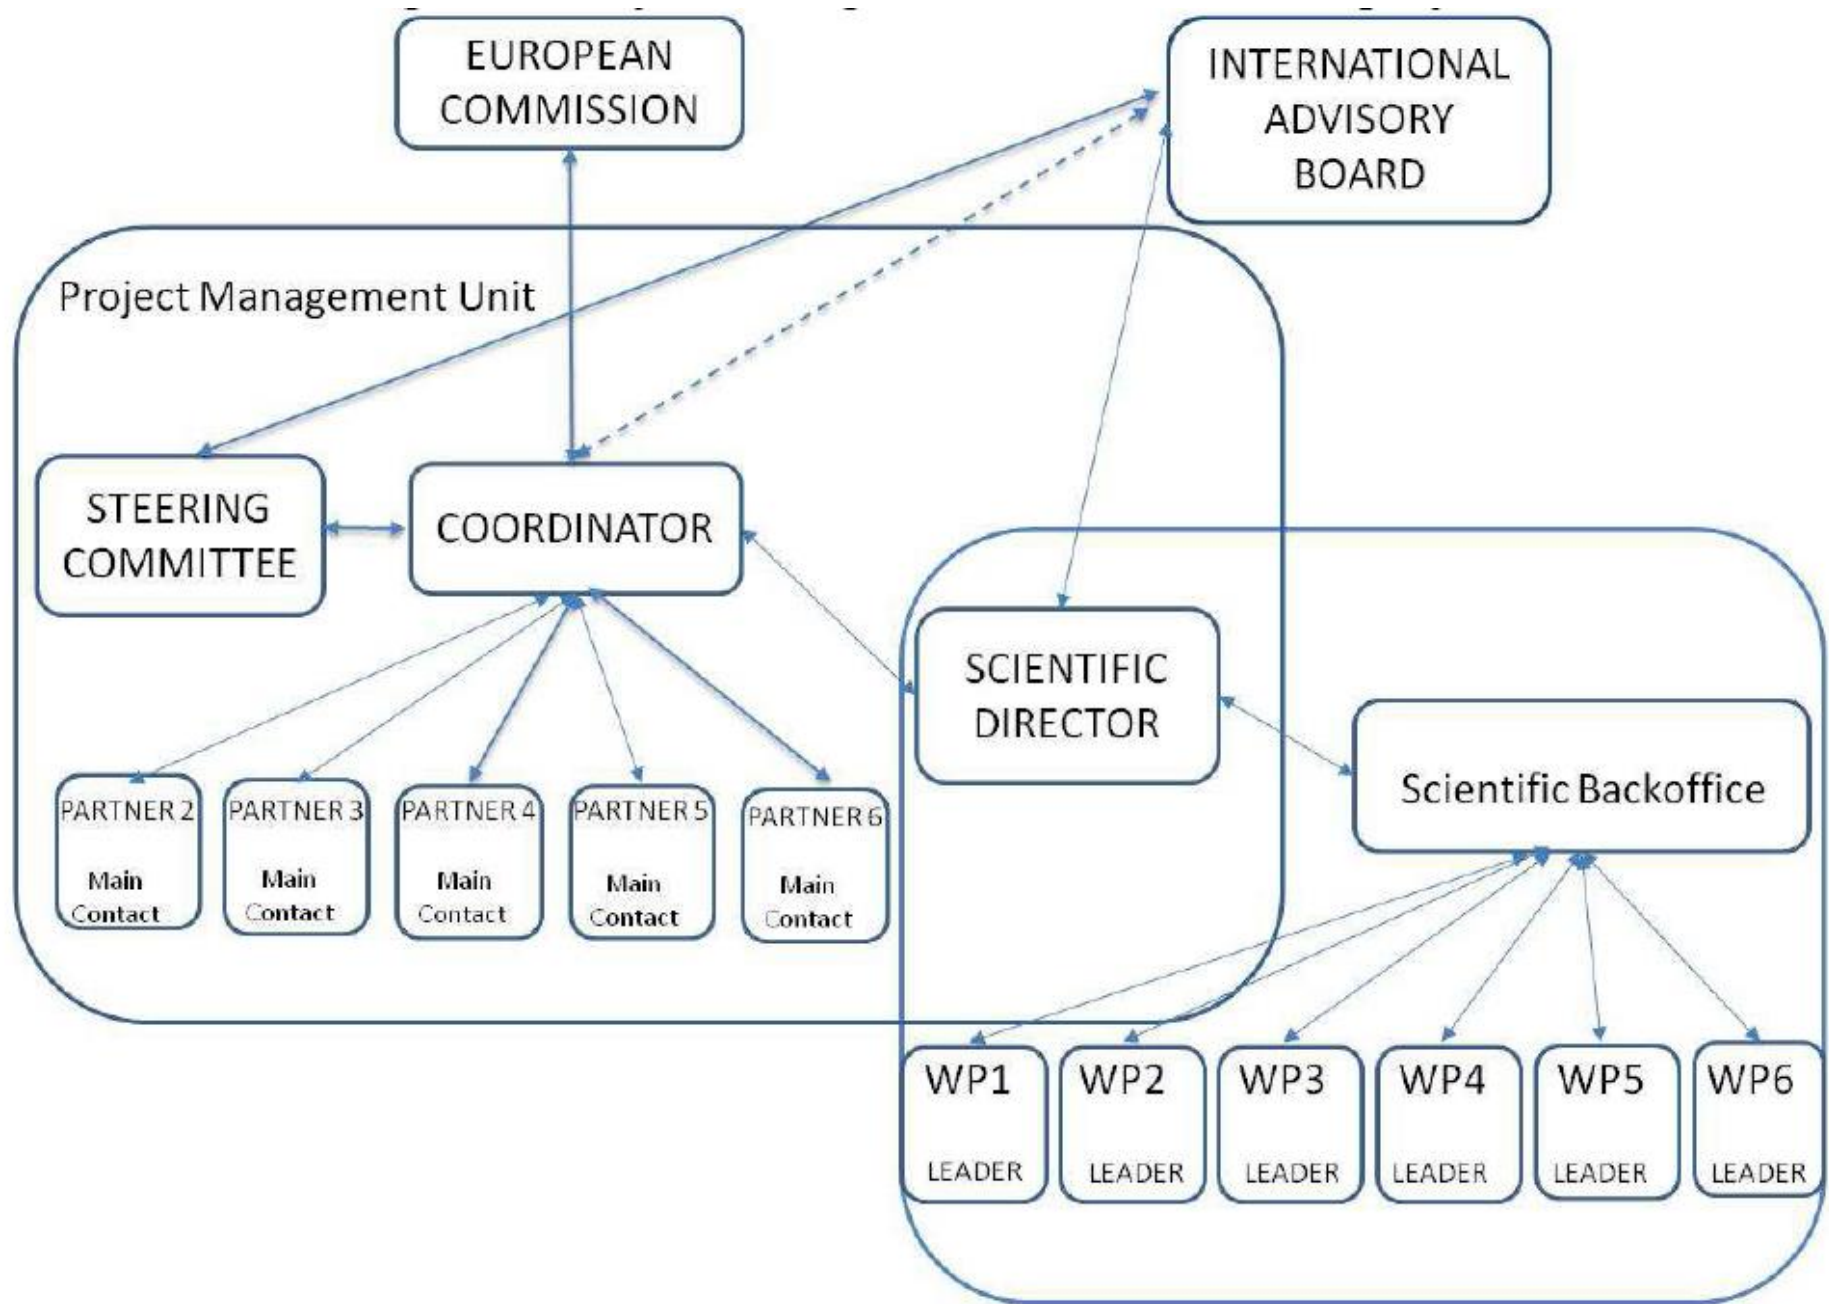 EUROPEAN
COMMISSION
INTERNATIONAL
ADVISORY
BOARD
Project Management Unit
STEERING
COMMITTEE
COORDINATOR
SCIENTIFIC
DIRECTOR
Scientific Backoffice
PARTNER 2
Main
Contact
PARTNER 3
Main
Contact
PARTNER 4
Main
Contact
PARTNER 5
Main
Contact
PARTNER 6
Main
Contact
WP1
LEADER
WP2
LEADER
WP3
LEADER
WP4
LEADER
WP5
LEADER
WP6
LEADER